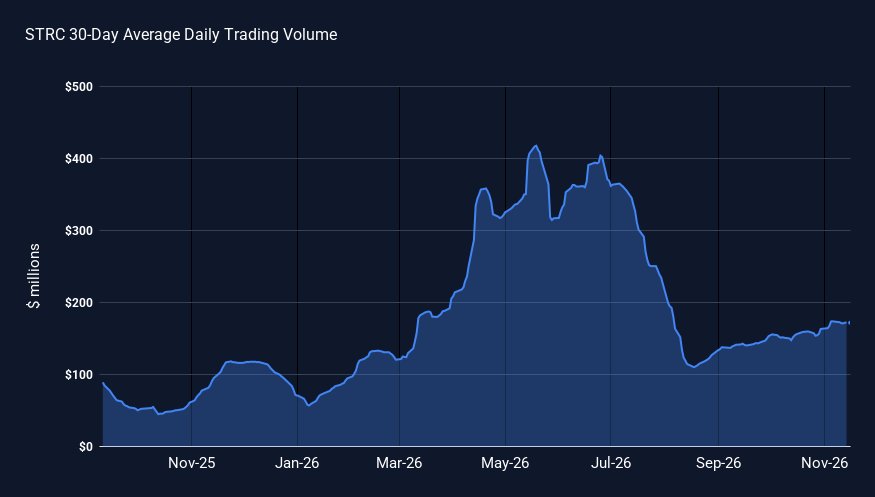 STRC 30-Day Average Daily Trading Volume
$500
$400
$300
$200
$100
$0
$ millions
Nov-25 Jan-26 Mar-26 May-26 Jul-26 Sep-26 Nov-26